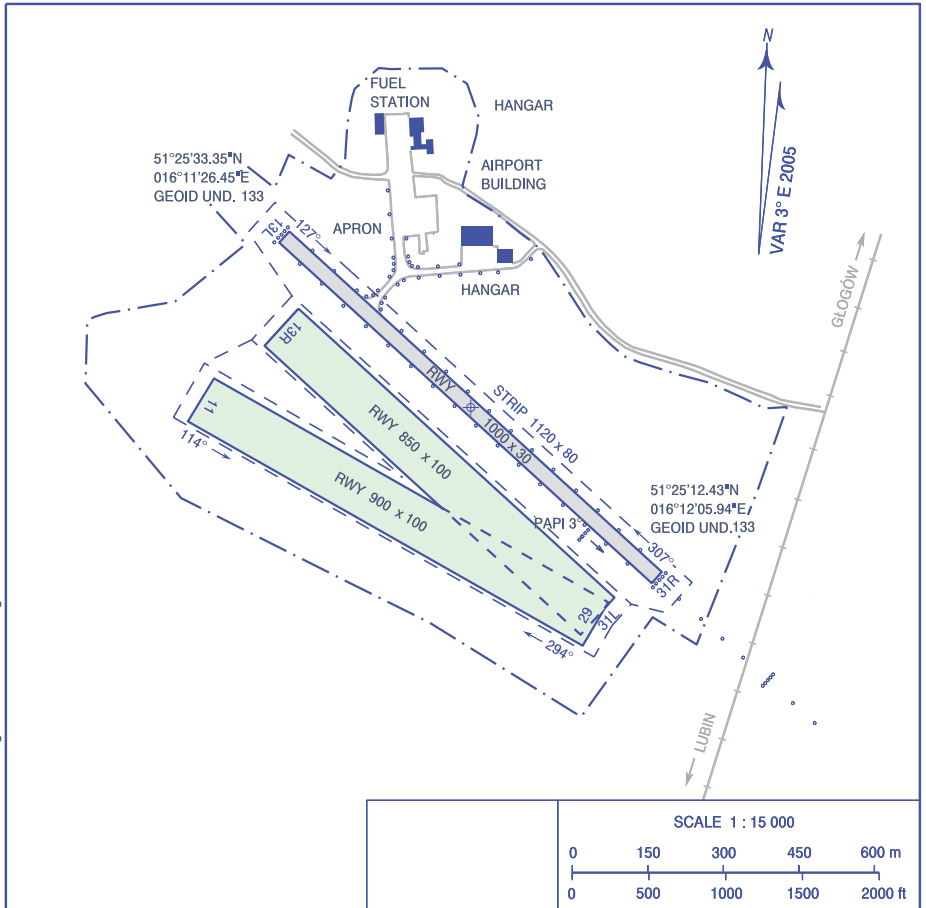 N
VAR 3° E 2005
FUEL
STATION
HANGAR
51°25'33.35"N
016°11'26.45"E
GEOID UND. 133
AIRPORT
BUILDING
13L
127°
APRON
HANGAR
GŁOGÓW
13R
RWY
1000 x 30
STRIP 1120 x 80
11
RWY 850 x 100
114°
RWY 900 x 100
51°25'12.43"N
016°12'05.94"E
GEOID UND.133
PAPI 3°
307°
31R
29
31L
294°
LUBIN
SCALE 1 : 15 000
0 150 300 450 600 m
0 500 1000 1500 2000 ft